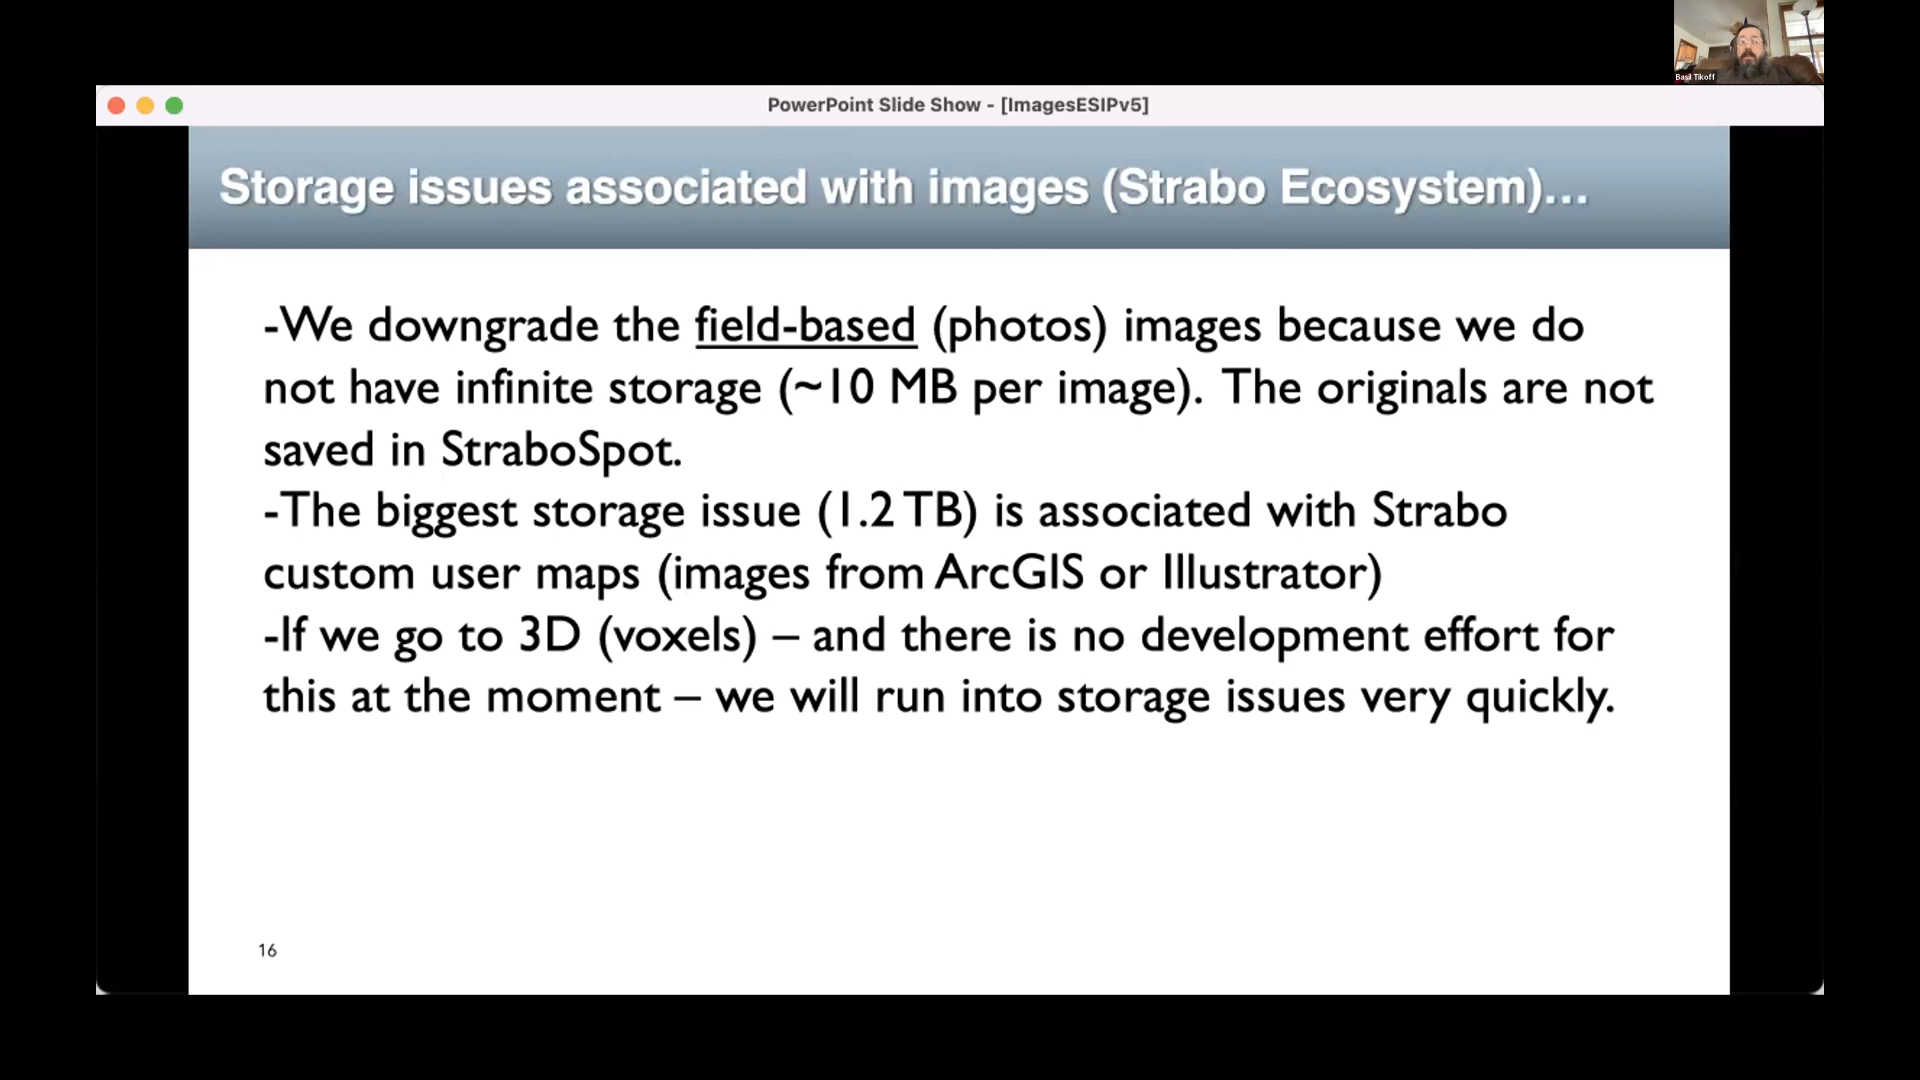 Basil Tikoff
PowerPoint Slide Show - [ImagesESIPv5]
Storage issues associated with images (Strabo Ecosystem)...
-We downgrade the field-based (photos) images because we do
not have infinite storage (~10 MB per image). The originals are not
saved in StraboSpot.
-The biggest storage issue (1.2 TB) is associated with Strabo
custom user maps (images from ArcGIS or Illustrator)
-If we go to 3D (voxels) – and there is no development effort for
this at the moment – we will run into storage issues very quickly.
16